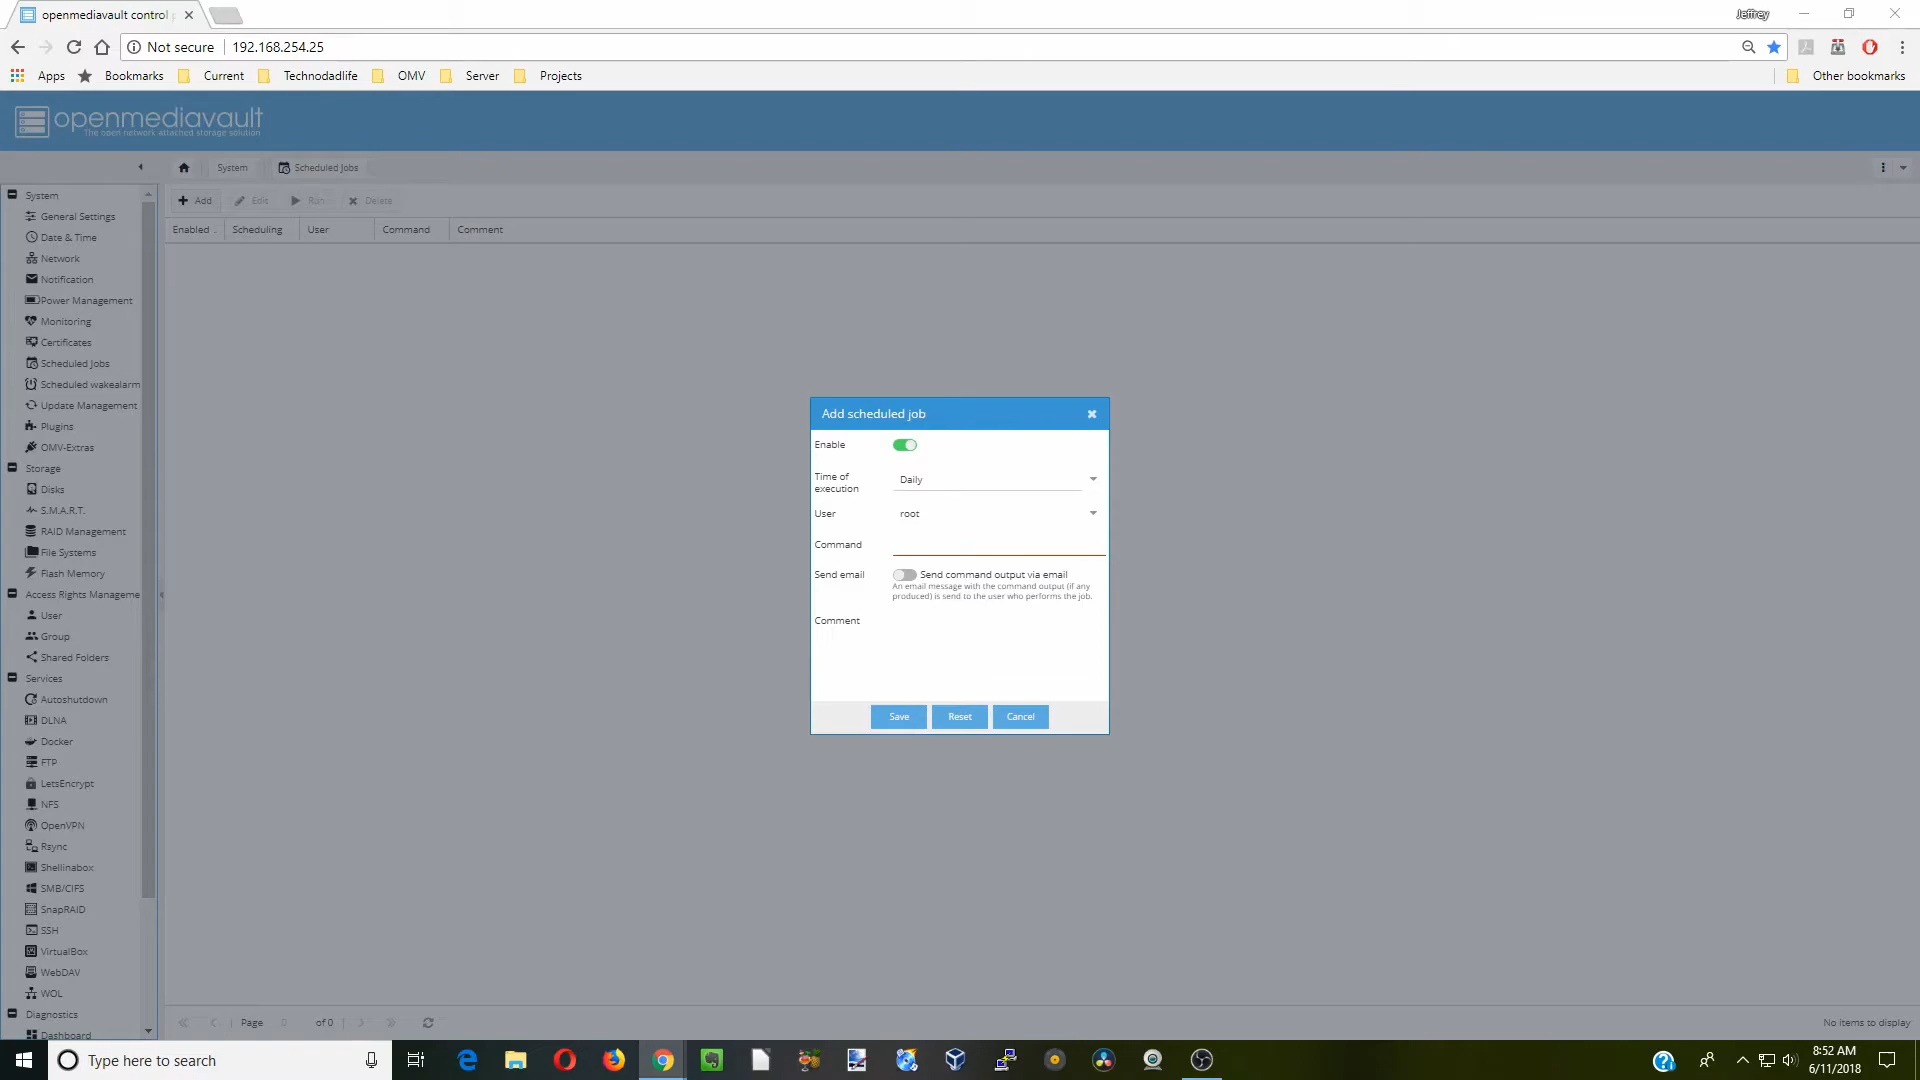 openmediavault control
Jeffrey
Not secure
192.168.254.25
Apps
Bookmarks
Current
Technodadlife
OMV
Server
Projects
Other bookmarks
openmediavault
The open network attached storage solution
System
Scheduled Jobs
Add
Edit
Run
Delete
Enabled
Scheduling
User
Command
Comment
System
General Settings
Date & Time
Network
Notification
Power Management
Monitoring
Certificates
Scheduled Jobs
Scheduled wakealarm
Update Management
Plugins
OMV-Extras
Storage
Disks
S.M.A.R.T.
RAID Management
File Systems
Flash Memory
Access Rights Manageme
User
Group
Shared Folders
Services
Autoshutdown
DLNA
Docker
FTP
LetsEncrypt
NFS
OpenVPN
Rsync
Shellinabox
SMB/CIFS
SnapRAID
SSH
VirtualBox
WebDAV
WOL
Diagnostics
Dashboard
Add scheduled job
Enable
Time of
execution
Daily
User
root
Command
Send email
Send command output via email
An email message with the command output (if any
produced) is send to the user who performs the job.
Comment
Save
Reset
Cancel
Page
0
of 0
No items to display
Type here to search
8:52 AM
6/11/2018